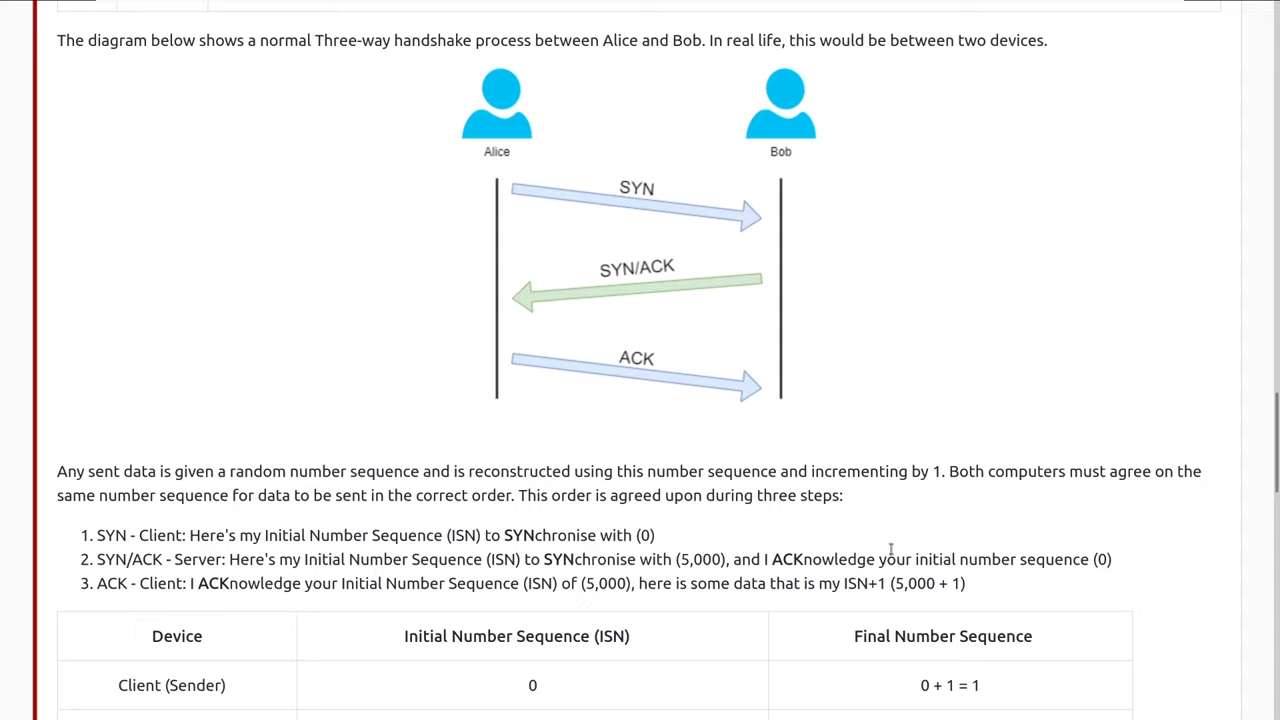 The diagram below shows a normal Three-way handshake process between Alice and Bob. In real life, this would be between two devices.
Alice
Bob
SYN
SYN/ACK
ACK
Any sent data is given a random number sequence and is reconstructed using this number sequence and incrementing by 1. Both computers must agree on the
same number sequence for data to be sent in the correct order. This order is agreed upon during three steps:
1. SYN - Client: Here's my Initial Number Sequence (ISN) to SYNchronise with (0)
2. SYN/ACK - Server: Here's my Initial Number Sequence (ISN) to SYNchronise with (5,000), and I ACKnowledge your initial number sequence (0)
3. ACK - Client: I ACKnowledge your Initial Number Sequence (ISN) of (5,000), here is some data that is my ISN+1 (5,000 + 1)
Device Initial Number Sequence (ISN) Final Number Sequence
Client (Sender) 0 0 + 1 = 1